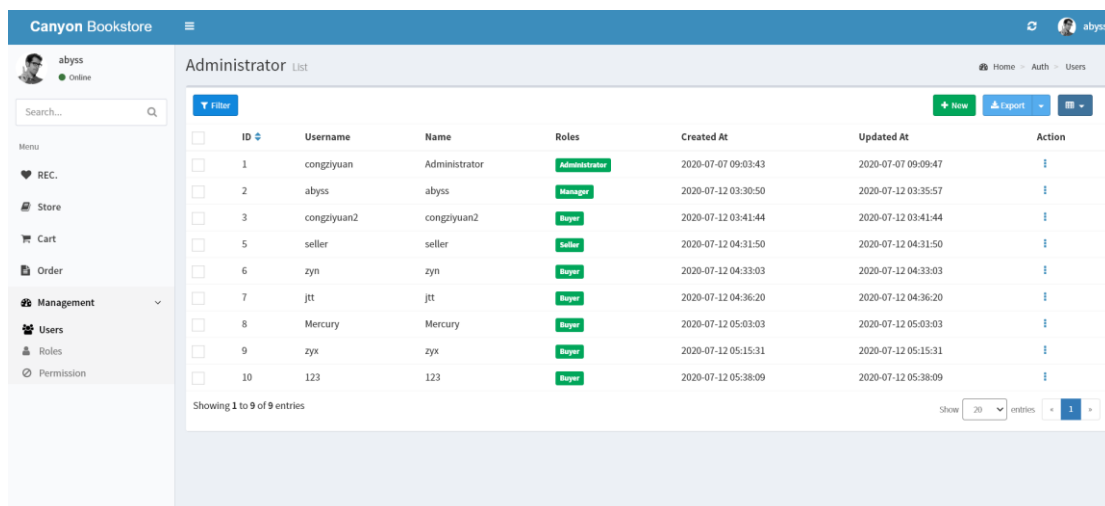 Canyon Bookstore
abyss
abyss
Online
Search...
Menu
REC.
Store
Cart
Order
Management
Users
Roles
Permission
Administrator List
Home > Auth > Users
Filter
New Export
ID Username Name Roles Created At Updated At Action
1 congziyuan Administrator Administrator 2020-07-07 09:03:43 2020-07-07 09:09:47
2 abyss abyss Manager 2020-07-12 03:30:50 2020-07-12 03:35:57
3 congziyuan2 congziyuan2 Buyer 2020-07-12 03:41:44 2020-07-12 03:41:44
5 seller seller Seller 2020-07-12 04:31:50 2020-07-12 04:31:50
6 zyn zyn Buyer 2020-07-12 04:33:03 2020-07-12 04:33:03
7 jtt jtt Buyer 2020-07-12 04:36:20 2020-07-12 04:36:20
8 Mercury Mercury Buyer 2020-07-12 05:03:03 2020-07-12 05:03:03
9 zyx zyx Buyer 2020-07-12 05:15:31 2020-07-12 05:15:31
10 123 123 Buyer 2020-07-12 05:38:09 2020-07-12 05:38:09
Showing 1 to 9 of 9 entries
Show 20 entries « 1 »